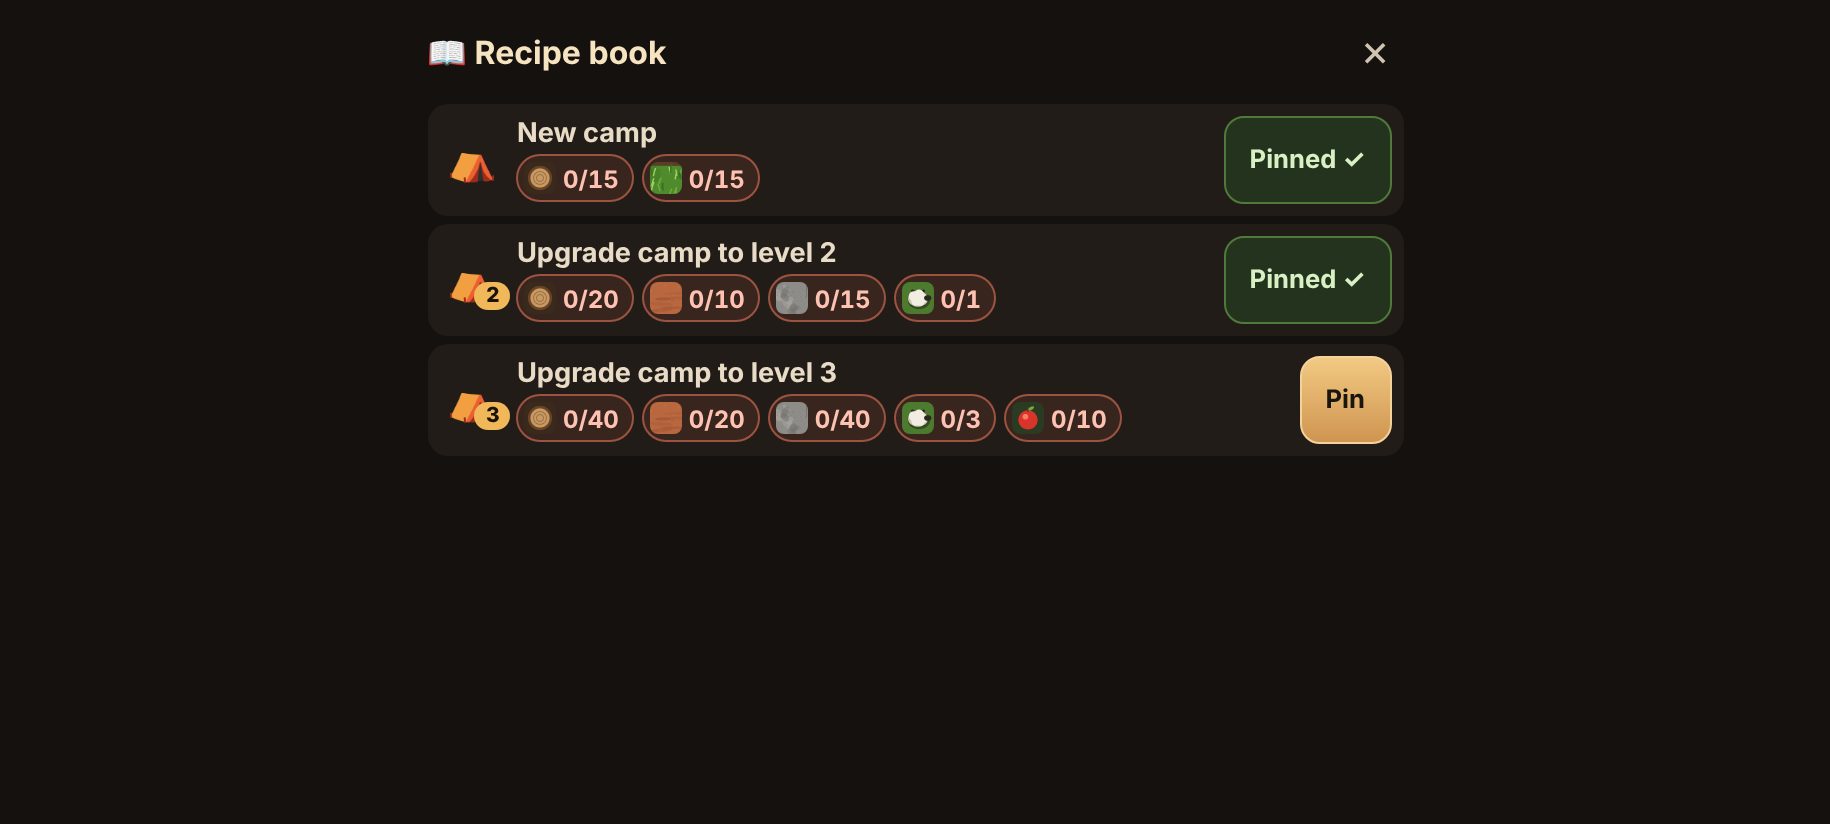 Recipe book
New camp
0/15 0/15
Pinned ✓
Upgrade camp to level 2
2
0/20 0/10 0/15 0/1
Pinned ✓
Upgrade camp to level 3
3
0/40 0/20 0/40 0/3 0/10
Pin